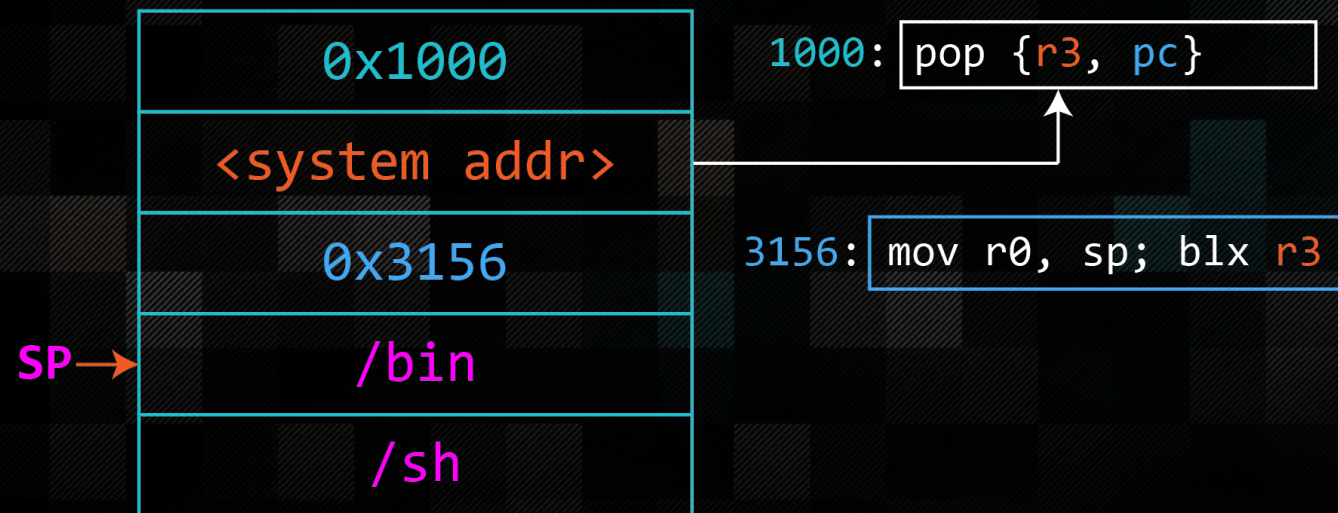 0x1000
1000: pop {r3, pc}
<system addr>
0x3156
3156: mov r0, sp; blx r3
SP
/bin
/sh